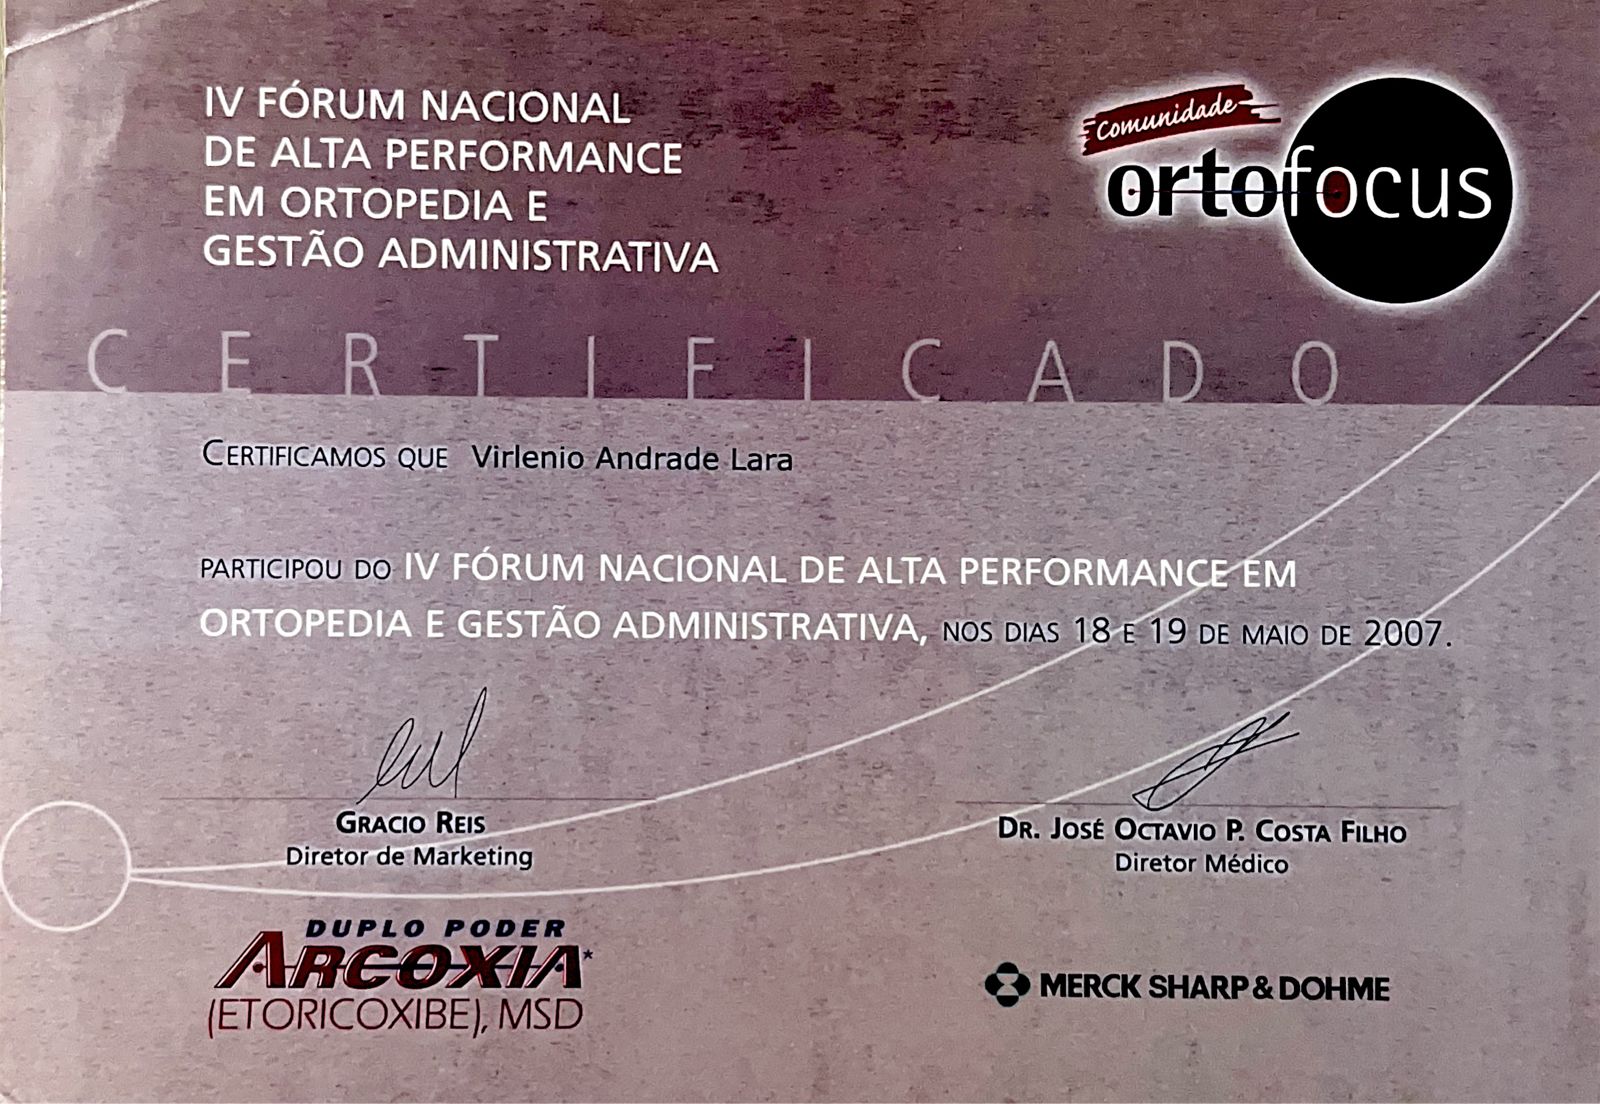 IV FÓRUM NACIONAL
DE ALTA PERFORMANCE
EM ORTOPEDIA E
GESTÃO ADMINISTRATIVA
Comunidade
ortofocus
CERTIFICADO
CERTIFICAMOS QUE Virlenio Andrade Lara
PARTICIPOU DO IV FÓRUM NACIONAL DE ALTA PERFORMANCE EM
ORTOPEDIA E GESTÃO ADMINISTRATIVA, NOS DIAS 18 E 19 DE MAIO DE 2007.
GRACIO REIS
Diretor de Marketing
DR. JOSÉ OCTAVIO P. COSTA FILHO
Diretor Médico
DUPLO PODER
ARCOXIA*
(ETORICOXIBE), MSD
MERCK SHARP & DOHME